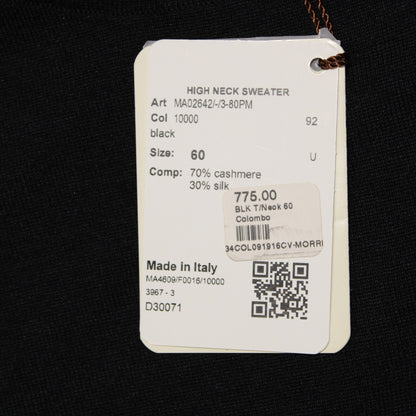 HIGH NECK SWEATER
Art MA02642/-/3-80PM
Col 10000 92
black
Size: 60 U
Comp: 70% cashmere
30% silk
775.00
BLK T/Neck 60
Colombo
34COL091916CV-MORRI
Made in Italy
MA4609/F0016/10000
3967 - 3
D30071